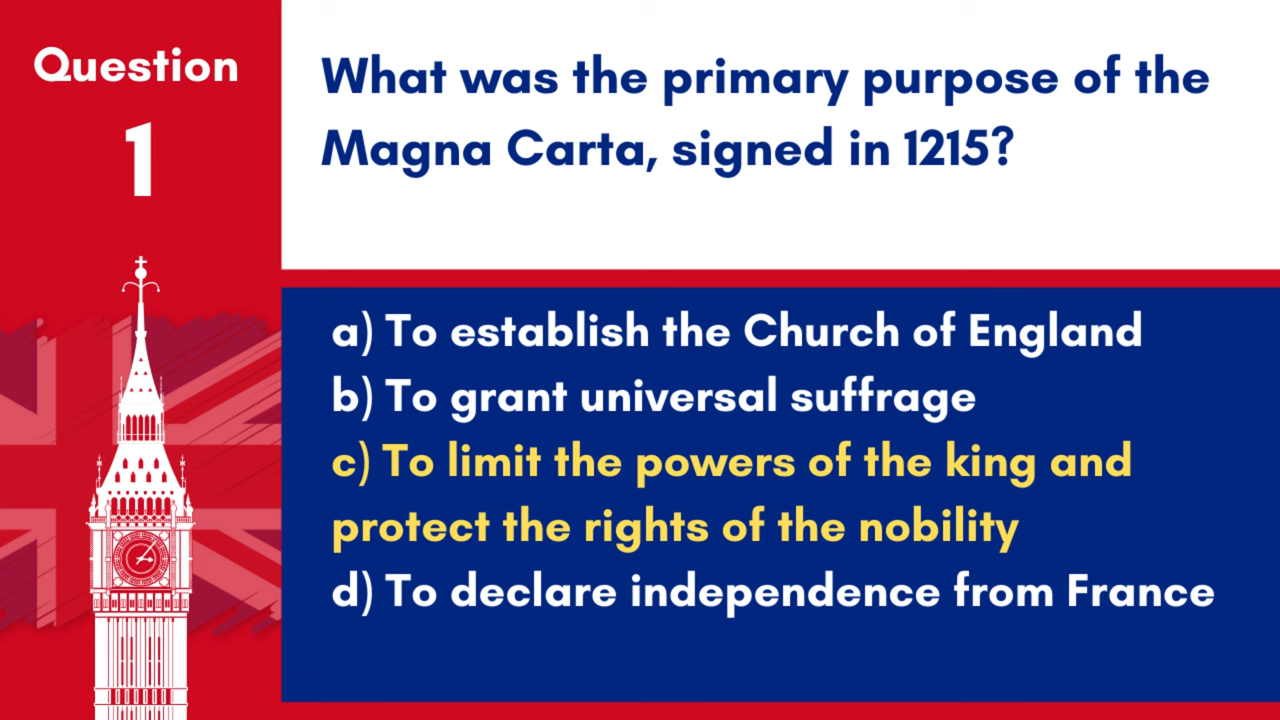 Question
1
What was the primary purpose of the
Magna Carta, signed in 1215?
a) To establish the Church of England
b) To grant universal suffrage
c) To limit the powers of the king and
protect the rights of the nobility
d) To declare independence from France